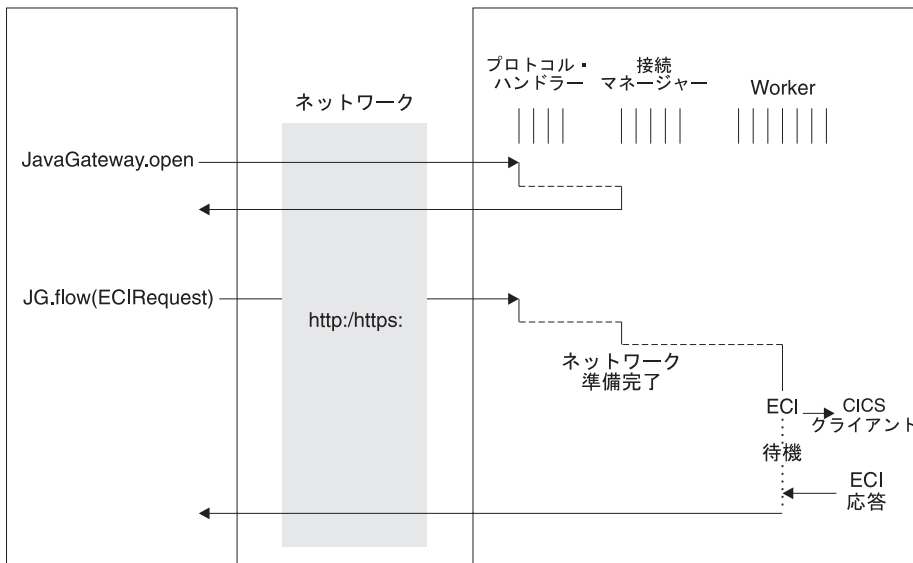 プロトコル・
ハンドラー
接続
マネージャー
Worker
ネットワーク
JavaGateway.open
JG.flow(ECIRequest)
http:/https:
ネットワーク
準備完了
ECI
CICS
クライアント
待機
ECI
応答